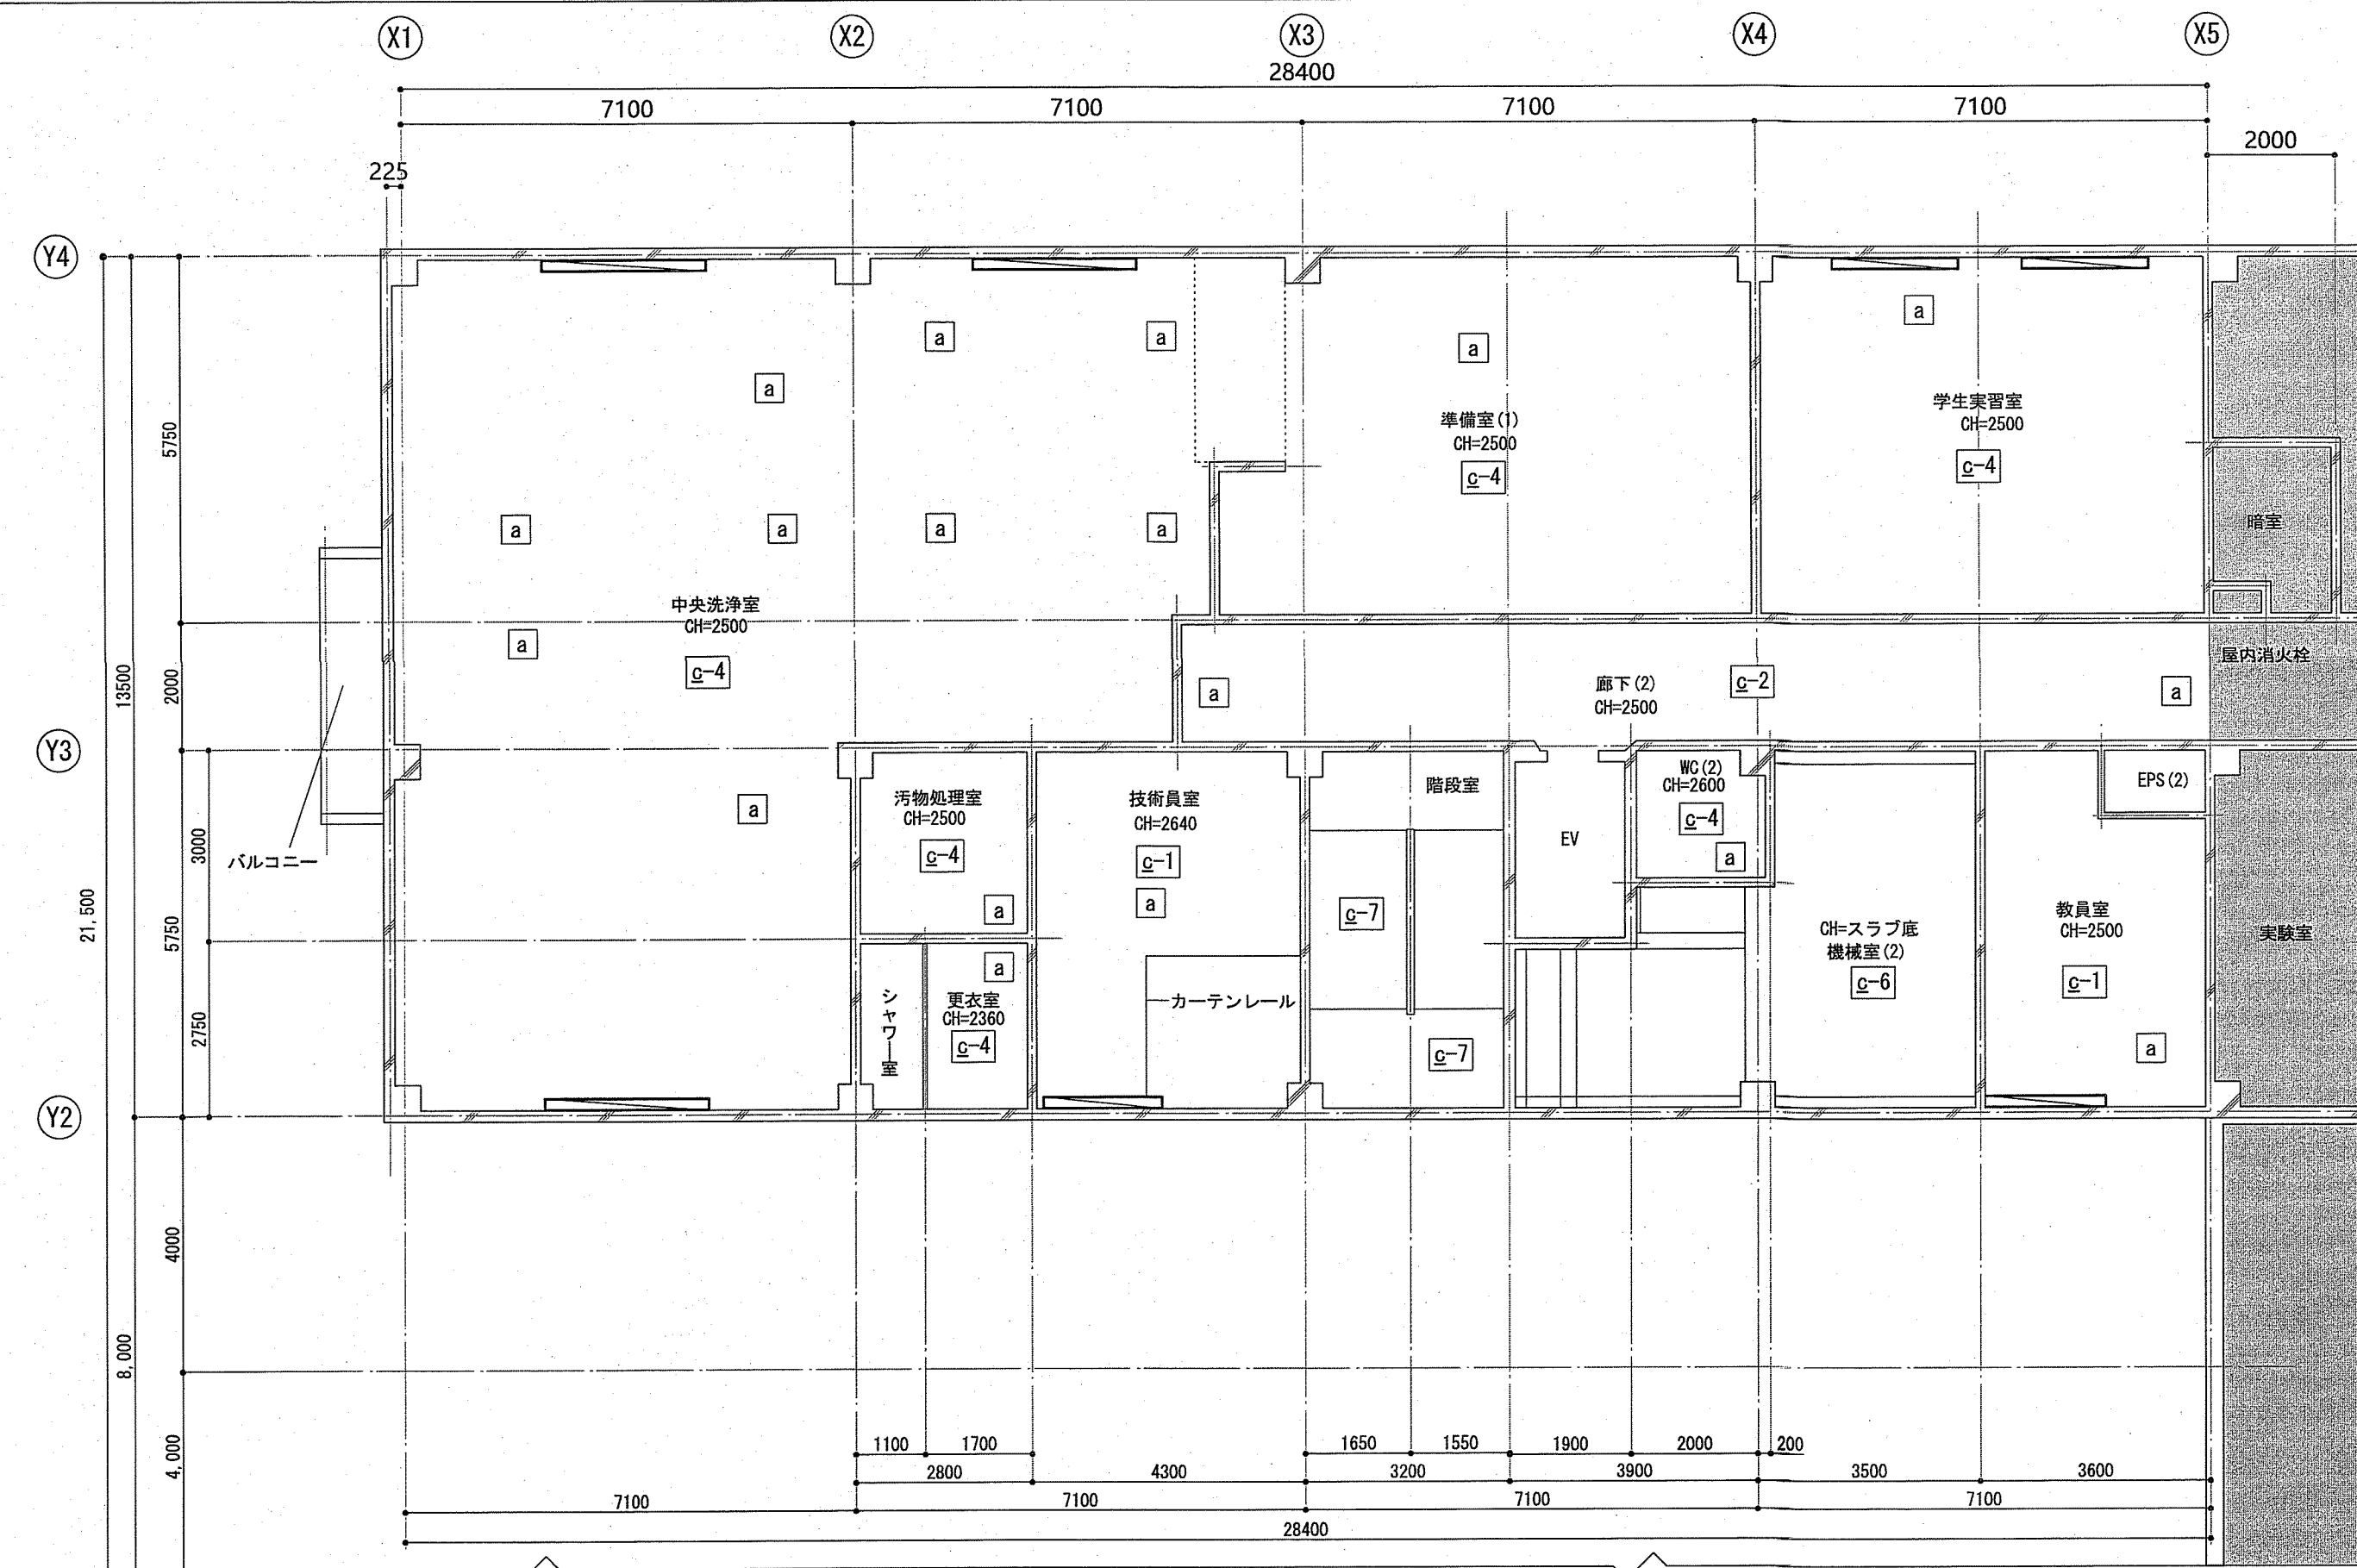 X1
X2
X3
X4
X5
28400
7100
7100
7100
7100
2000
225
Y4
a
a
a
a
a
準備室(1)
CH=2500
c-4
学生実習室
CH=2500
c-4
5750
暗室
a
a
a
a
中央洗浄室
CH=2500
c-4
a
屋内消火栓
13500
2000
a
廊下(2)
CH=2500
c-2
a
Y3
バルコニー
3000
a
汚物処理室
CH=2500
c-4
a
技術員室
CH=2640
c-1
a
階段室
c-7
EV
WC(2)
CH=2600
c-4
a
EPS(2)
21,500
5750
CH=スラブ底
機械室(2)
c-6
教員室
CH=2500
c-1
a
実験室
2750
シャワー室
a
更衣室
CH=2360
c-4
カーテンレール
c-7
Y2
4000
8,000
4,000
1100
1700
1650
1550
1900
2000
200
2800
4300
3200
3900
3500
3600
7100
7100
7100
7100
28400